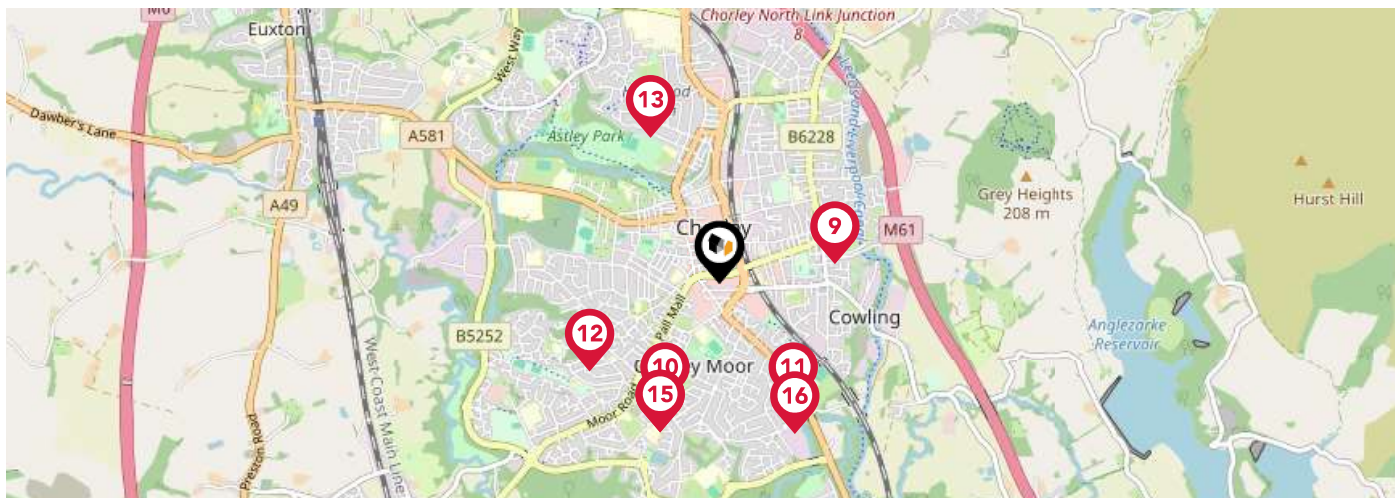 M6
Euxton
Chorley North Link Junction
8
West Way
13
Dawber's Lane
A581
Astley Park
B6228
Grey Heights
208 m
Hurst Hill
A49
9
M61
Pall Mall
Cowling
B5252
12
Anglezarke
Reservoir
10
Moor
11
15
16
Moor Road
West Coast Main Line
Preston Road